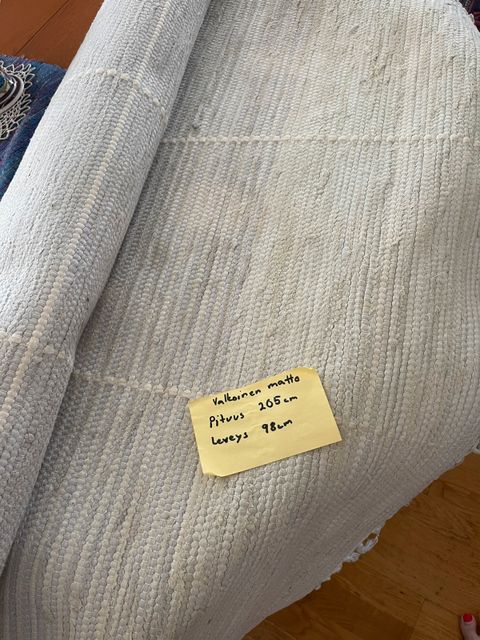 Valkoinen matto
Pituus 205cm
Leveys 98cm